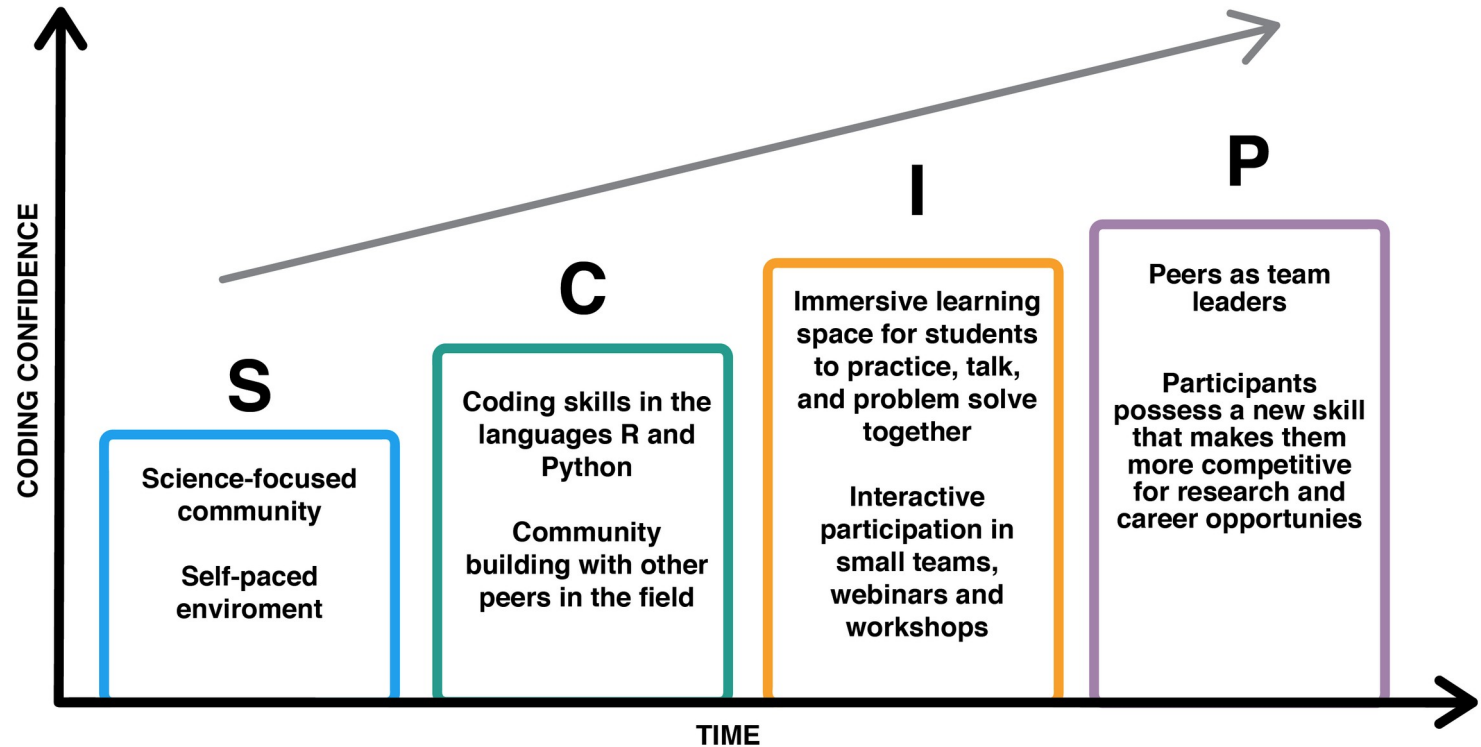 CODING CONFIDENCE
S
Science-focused
community
Self-paced
enviroment
C
Coding skills in the
languages R and
Python
Community
building with other
peers in the field
I
Immersive learning
space for students
to practice, talk,
and problem solve
together
Interactive
participation in
small teams,
webinars and
workshops
P
Peers as team
leaders
Participants
possess a new skill
that makes them
more competitive
for research and
career opportunies
TIME